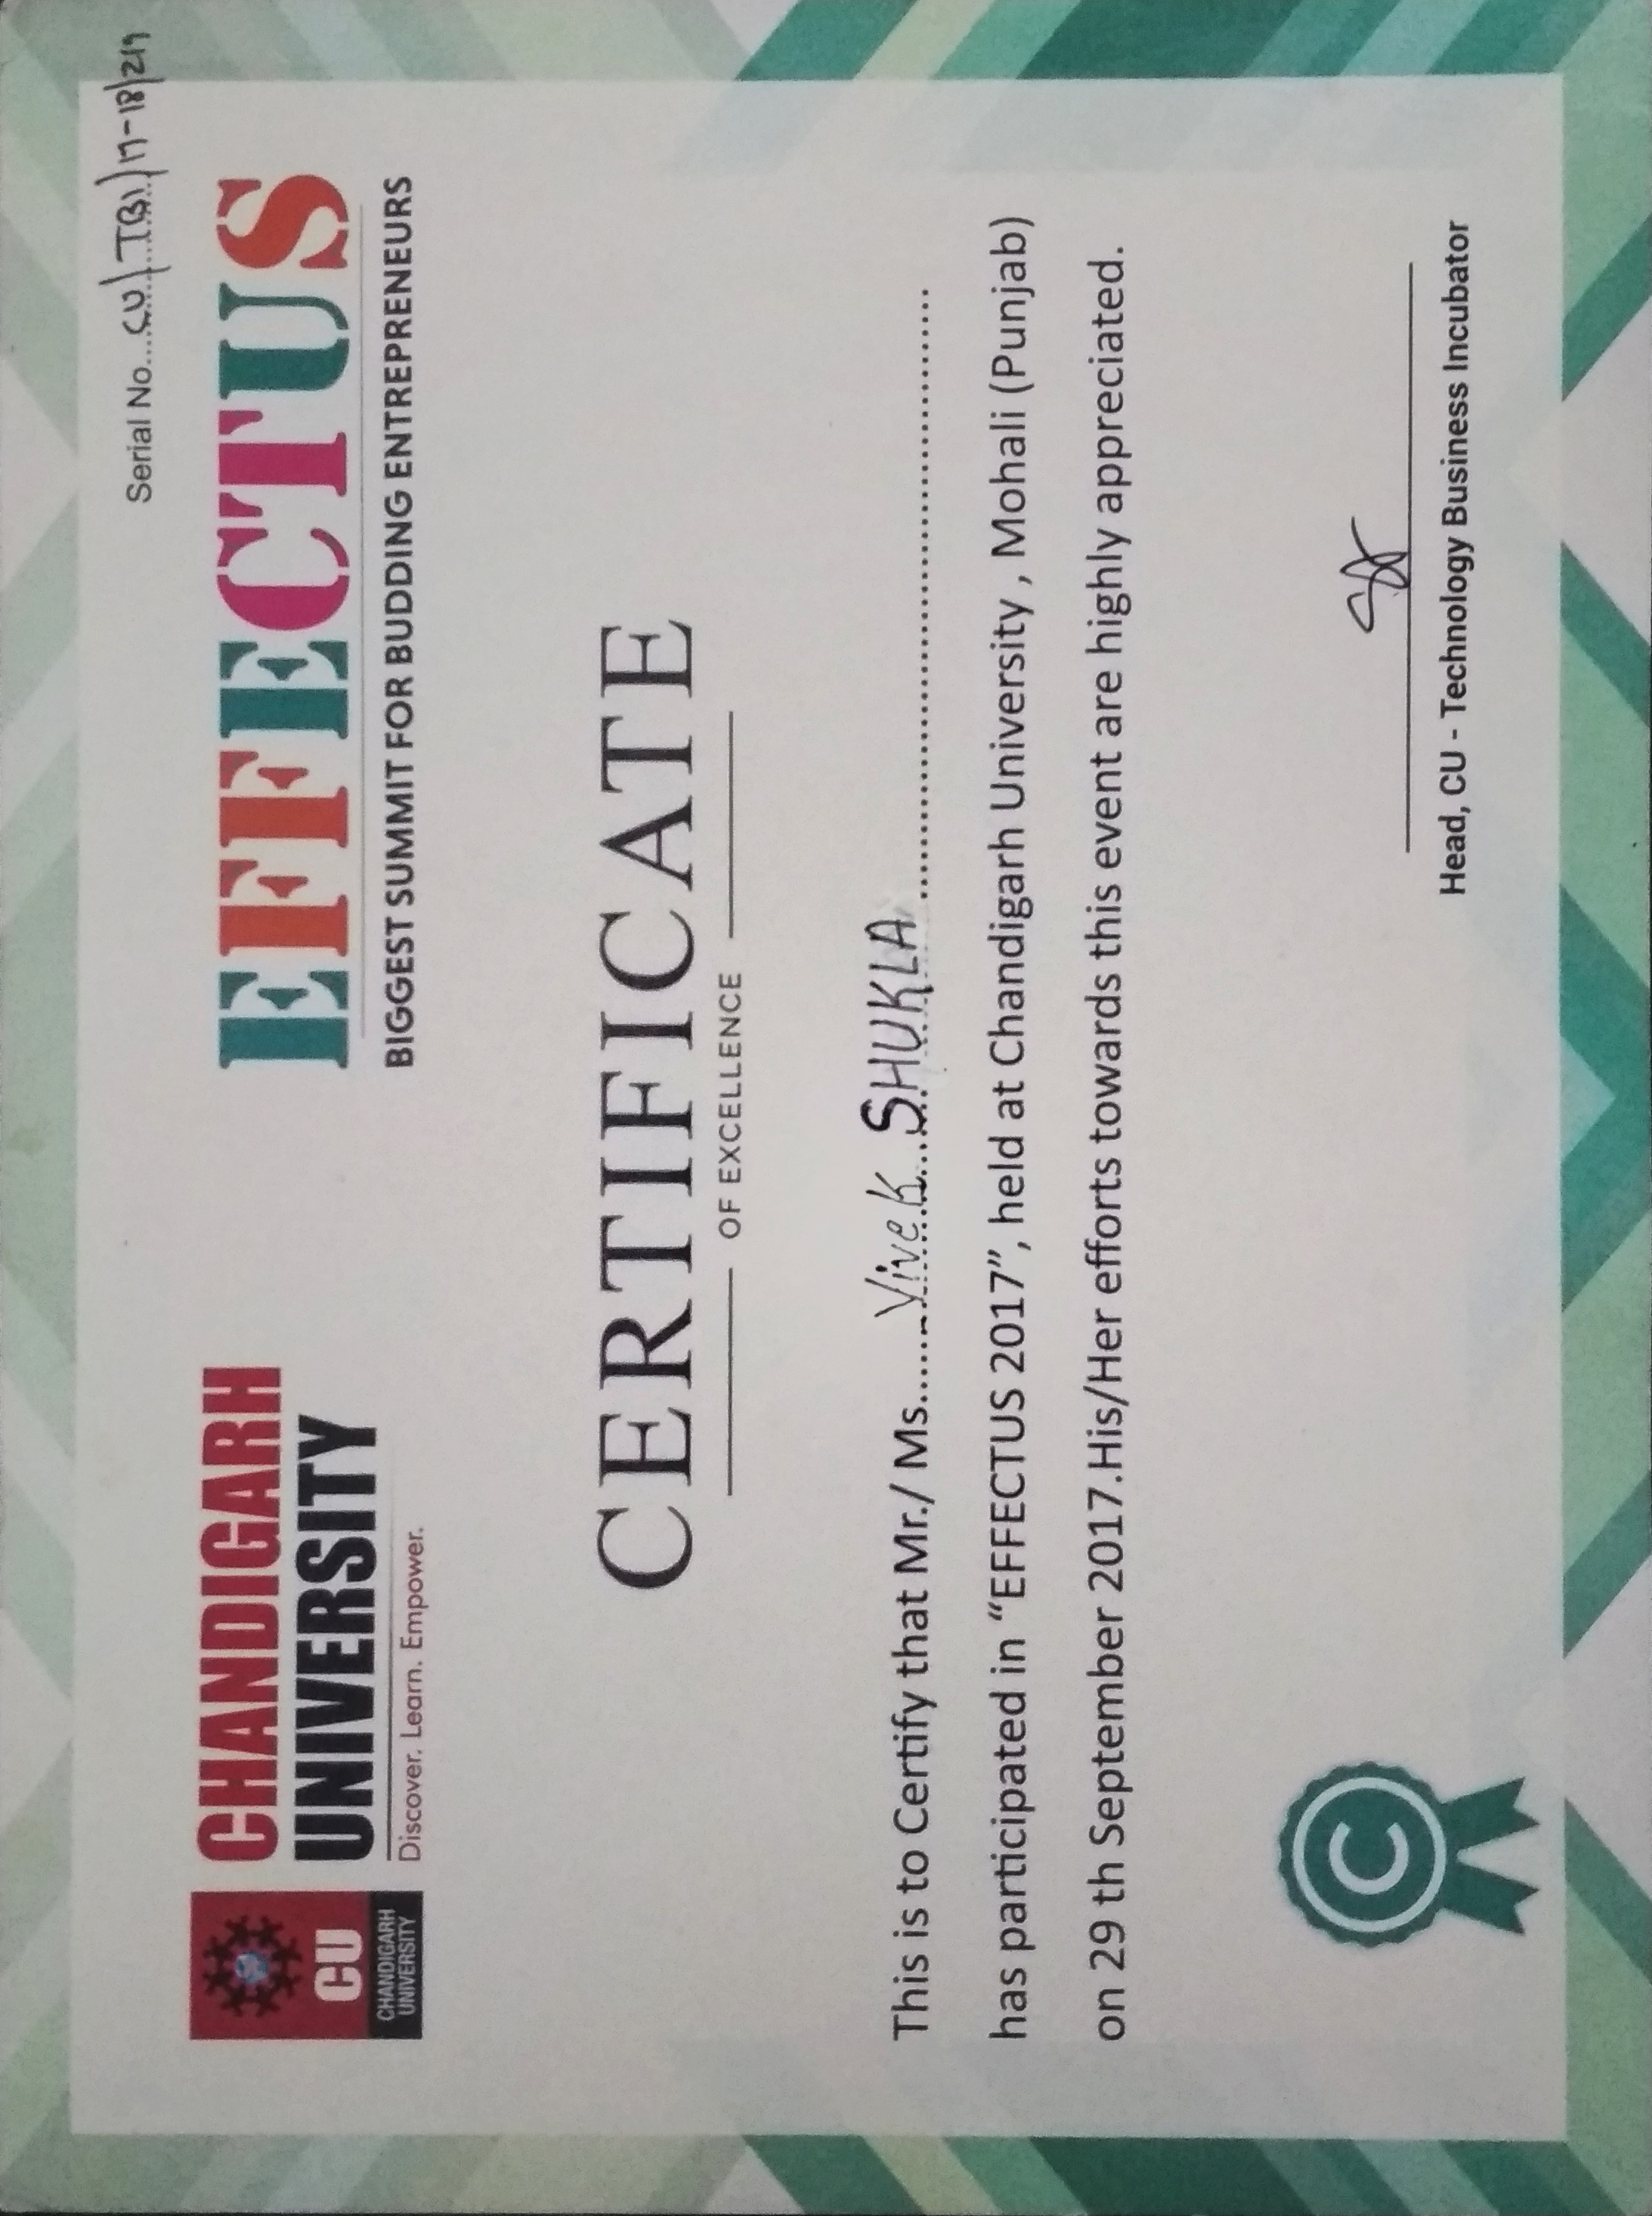 Serial No....CU/TBI/17-18/219
CU
CHANDIGARH
UNIVERSITY
CHANDIGARH
UNIVERSITY
Discover. Learn. Empower.
EFFECTUS
BIGGEST SUMMIT FOR BUDDING ENTREPRENEURS
CERTIFICATE
OF EXCELLENCE
This is to Certify that Mr./ Ms. Vivek SHUKLA
has participated in “EFFECTUS 2017”, held at Chandigarh University , Mohali (Punjab)
on 29 th September 2017.His/Her efforts towards this event are highly appreciated.
C
Head, CU - Technology Business Incubator